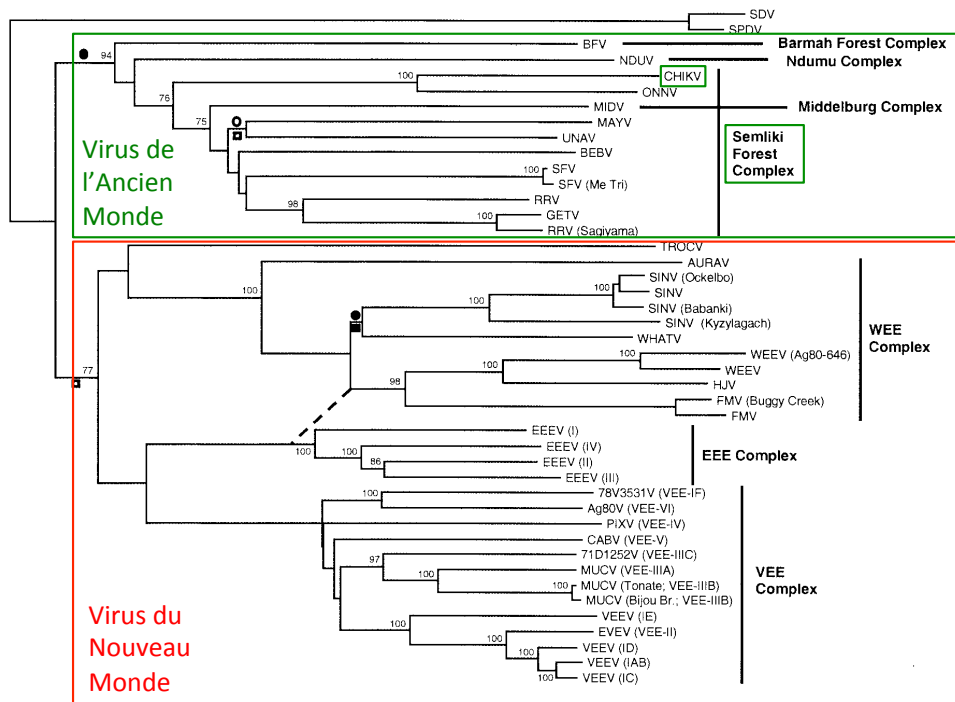 SDV
SPDV
94
BFV
Barmah Forest Complex
NDUV
Ndumu Complex
100
CHIKV
ONNV
76
MIDV
Middelburg Complex
75
MAYV
UNAV
Semliki
Forest
Complex
BEBV
Virus de
l'Ancien
Monde
100
SFV
SFV (Me Tri)
98
RRV
100
GETV
RRV (Sagiyama)
TROCV
AURAV
100
SINV (Ockelbo)
100
100
SINV
SINV (Babanki)
SINV (Kyzylagach)
WHATV
WEE
Complex
100
WEEV (Ag80-646)
100
WEEV
77
98
HJV
FMV (Buggy Creek)
FMV
EEEV (I)
100
100
EEEV (IV)
86
EEEV (II)
EEEV (III)
EEE Complex
100
78V3531V (VEE-IF)
Ag80V (VEE-VI)
PIXV (VEE-IV)
CABV (VEE-V)
97
71D1252V (VEE-IIIC)
100
MUCV (VEE-IIIA)
100
MUCV (Tonate; VEE-IIIB)
MUCV (Bijou Br.; VEE-IIIB)
VEE
Complex
VEEV (IE)
100
EVEV (VEE-II)
100
VEEV (ID)
100
VEEV (IAB)
VEEV (IC)
Virus du
Nouveau
Monde